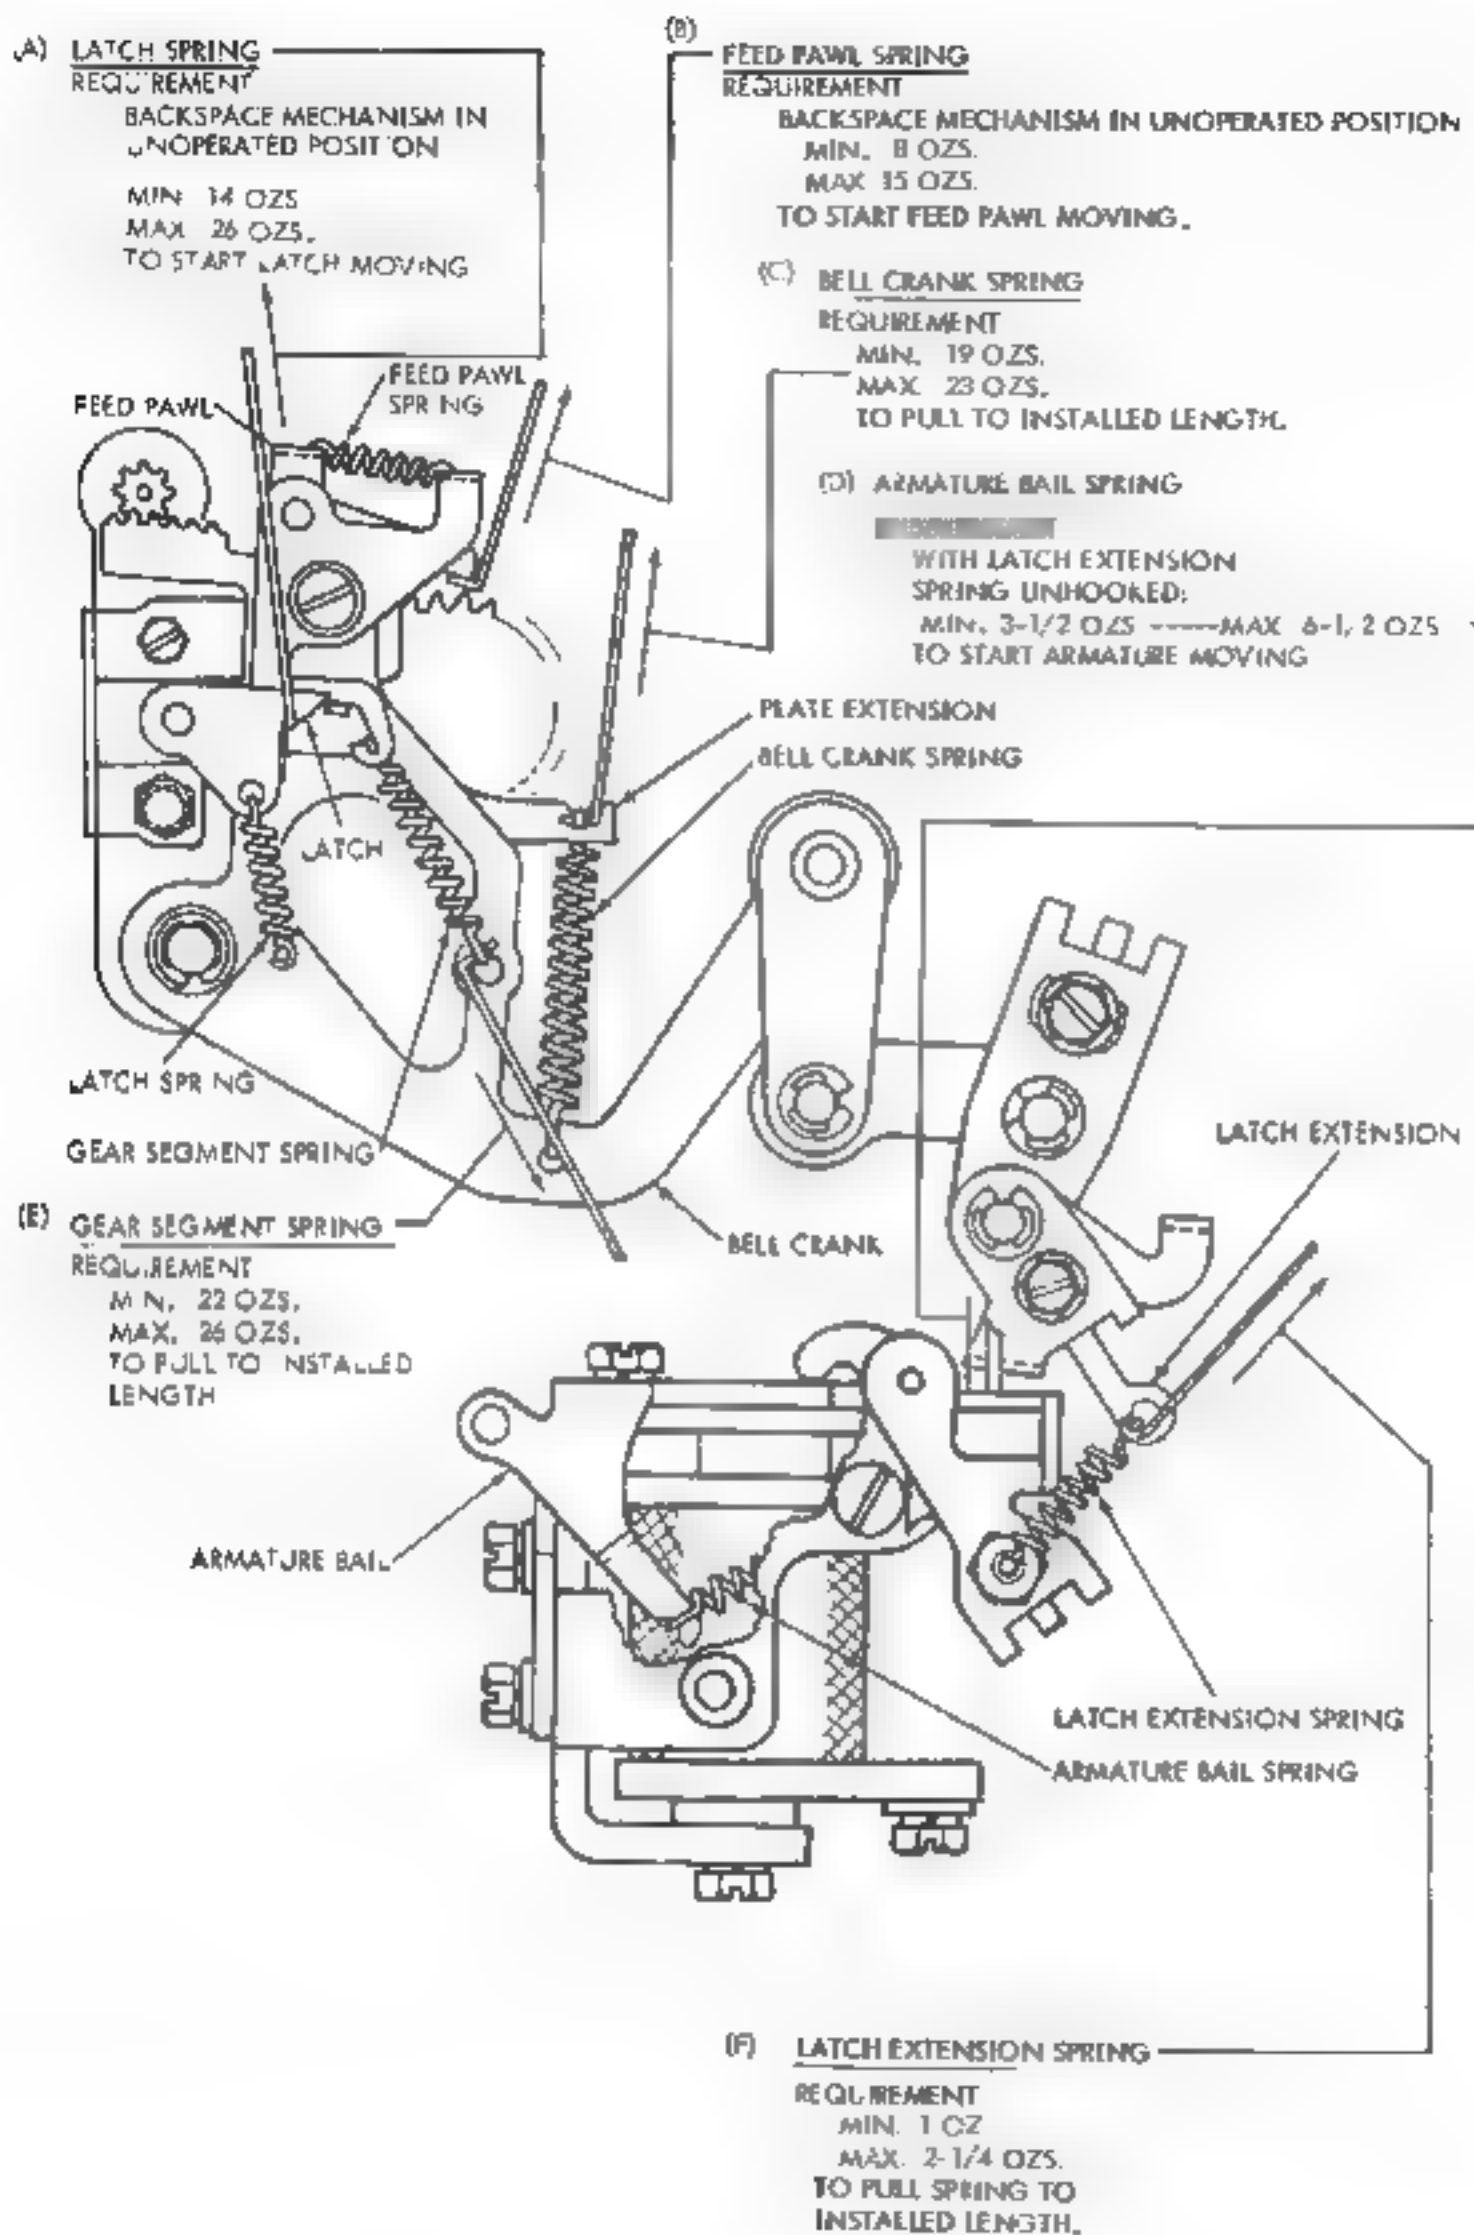 (A) LATCH SPRING
REQUIREMENT
BACKSPACE MECHANISM IN
UNOPERATED POSITION
MIN 14 OZS
MAX 26 OZS.
TO START LATCH MOVING
(B)
FEED PAWL SPRING
REQUIREMENT
BACKSPACE MECHANISM IN UNOPERATED POSITION
MIN. 8 OZS.
MAX 15 OZS.
TO START FEED PAWL MOVING.
(C) BELL CRANK SPRING
REQUIREMENT
MIN. 19 OZS.
MAX. 23 OZS.
TO PULL TO INSTALLED LENGTH.
(D) ARMATURE BAIL SPRING
WITH LATCH EXTENSION
SPRING UNHOOKED:
MIN. 3-1/2 OZS -----MAX 6-1/2 OZS
TO START ARMATURE MOVING
FEED PAWL
FEED PAWL
SPRING
PLATE EXTENSION
BELL CRANK SPRING
LATCH
LATCH SPRING
GEAR SEGMENT SPRING
LATCH EXTENSION
(E) GEAR SEGMENT SPRING
REQUIREMENT
MIN. 22 OZS.
MAX. 26 OZS.
TO PULL TO INSTALLED
LENGTH
BELL CRANK
ARMATURE BAIL
LATCH EXTENSION SPRING
ARMATURE BAIL SPRING
(F) LATCH EXTENSION SPRING
REQUIREMENT
MIN. 1 OZ
MAX. 2-1/4 OZS.
TO PULL SPRING TO
INSTALLED LENGTH.